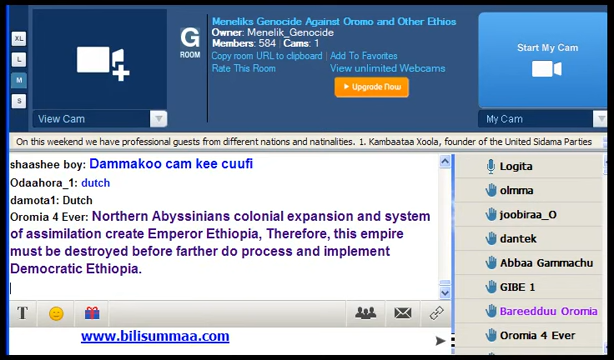 XL
L
M
S
View Cam
G
ROOM
Meneliks Genocide Against Oromo and Other Ethios
Owner: Menelik_Genocide
Members: 584 | Cams: 1
Copy room URL to clipboard | Add To Favorites
Rate This Room View unlimited Webcams
Upgrade Now
Start My Cam
My Cam
On this weekend we have professional guests from different nations and natinalities. 1. Kambaataa Xoola, founder of the United Sidama Parties
shaashee boy: Dammakoo cam kee cuufi
Odaahora_1: dutch
damota1: Dutch
Oromia 4 Ever: Northern Abyssinians colonial expansion and system
of assimilation create Emperor Ethiopia, Therefore, this empire
must be destroyed before farther do process and implement
Democratic Ethiopia.
T
www.bilisummaa.com
Logita
olmma
joobiraa_O
dantek
Abbaa Gammachu
GIBE 1
Bareedduu Oromia
Oromia 4 Ever